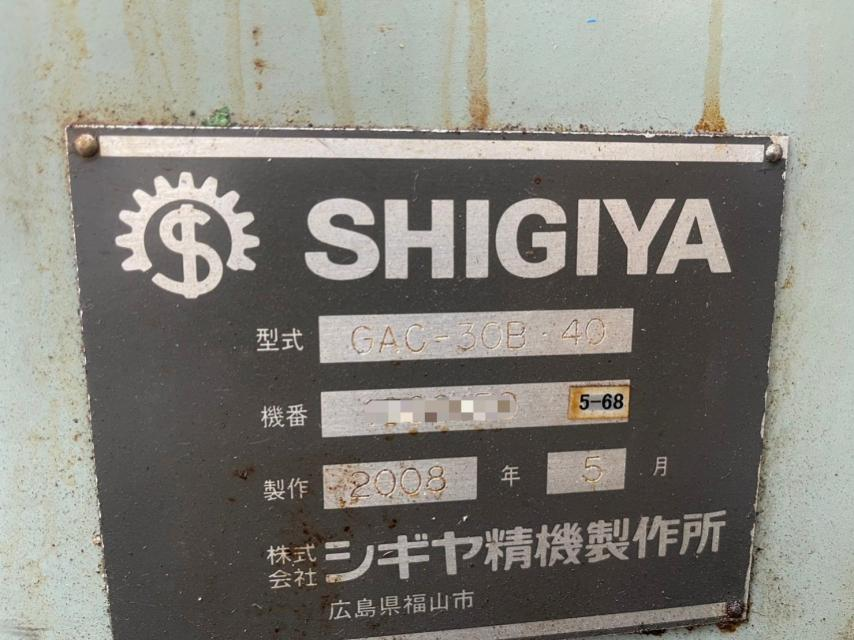 SHIGIYA
型式 GAC-30B・40
機番 5-68
製作 2008 年 5 月
株式会社 シギヤ精機製作所
広島県福山市